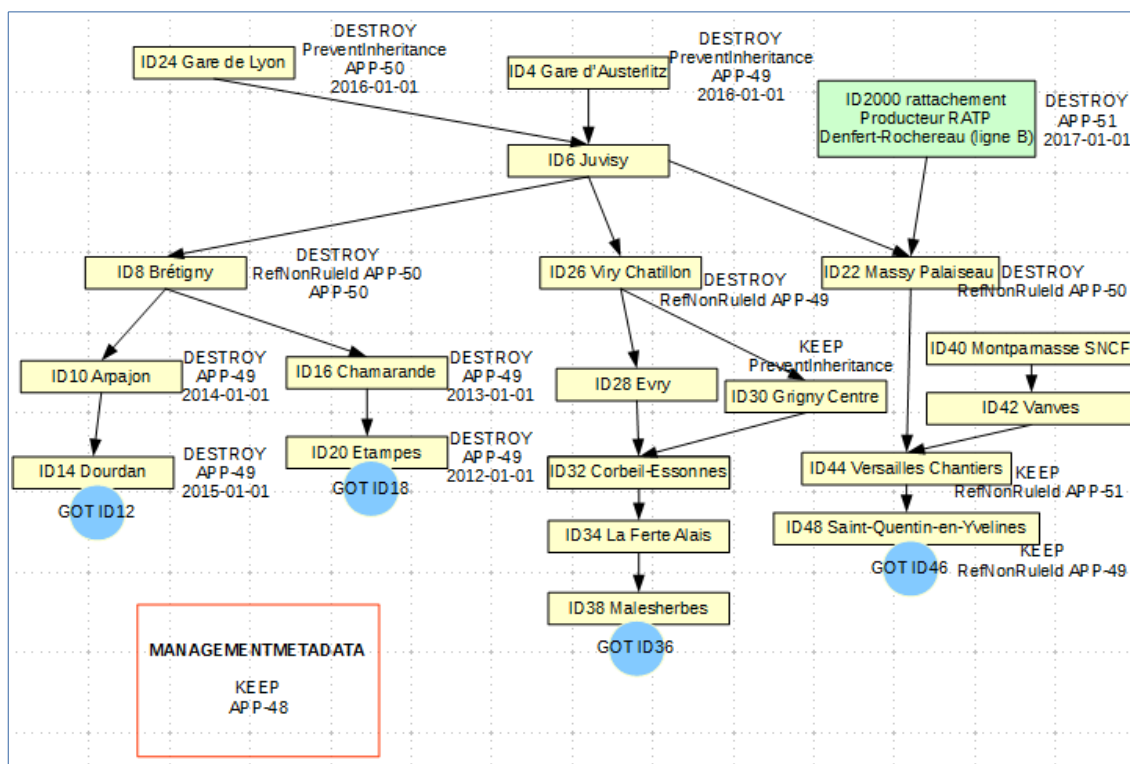 ID24 Gare de Lyon
DESTROY
PreventInheritance
APP-50
2016-01-01
ID4 Gare d'Austerlitz
DESTROY
PreventInheritance
APP-49
2016-01-01
ID2000 rattachement
Producteur RATP
Denfert-Rochereau (ligne B)
DESTROY
APP-51
2017-01-01
ID6 Juvisy
ID8 Brétigny
DESTROY
RefNonRuleId APP-50
APP-50
ID26 Viry Chatillon
DESTROY
RefNonRuleId APP-49
ID22 Massy Palaiseau
DESTROY
RefNonRuleId APP-50
ID10 Arpajon
DESTROY
APP-49
2014-01-01
ID16 Chamarande
DESTROY
APP-49
2013-01-01
ID28 Evry
KEEP
PreventInheritance
ID30 Grigny Centre
ID40 Montparnasse SNCF
ID42 Vanves
ID14 Dourdan
DESTROY
APP-49
2015-01-01
GOT ID12
ID20 Etampes
DESTROY
APP-49
2012-01-01
GOT ID18
ID32 Corbeil-Essonnes
ID44 Versailles Chantiers
KEEP
RefNonRuleId APP-51
ID34 La Ferte Alais
ID48 Saint-Quentin-en-Yvelines
KEEP
RefNonRuleId APP-49
GOT ID46
ID38 Malesherbes
GOT ID36
MANAGEMENTMETADATA
KEEP
APP-48